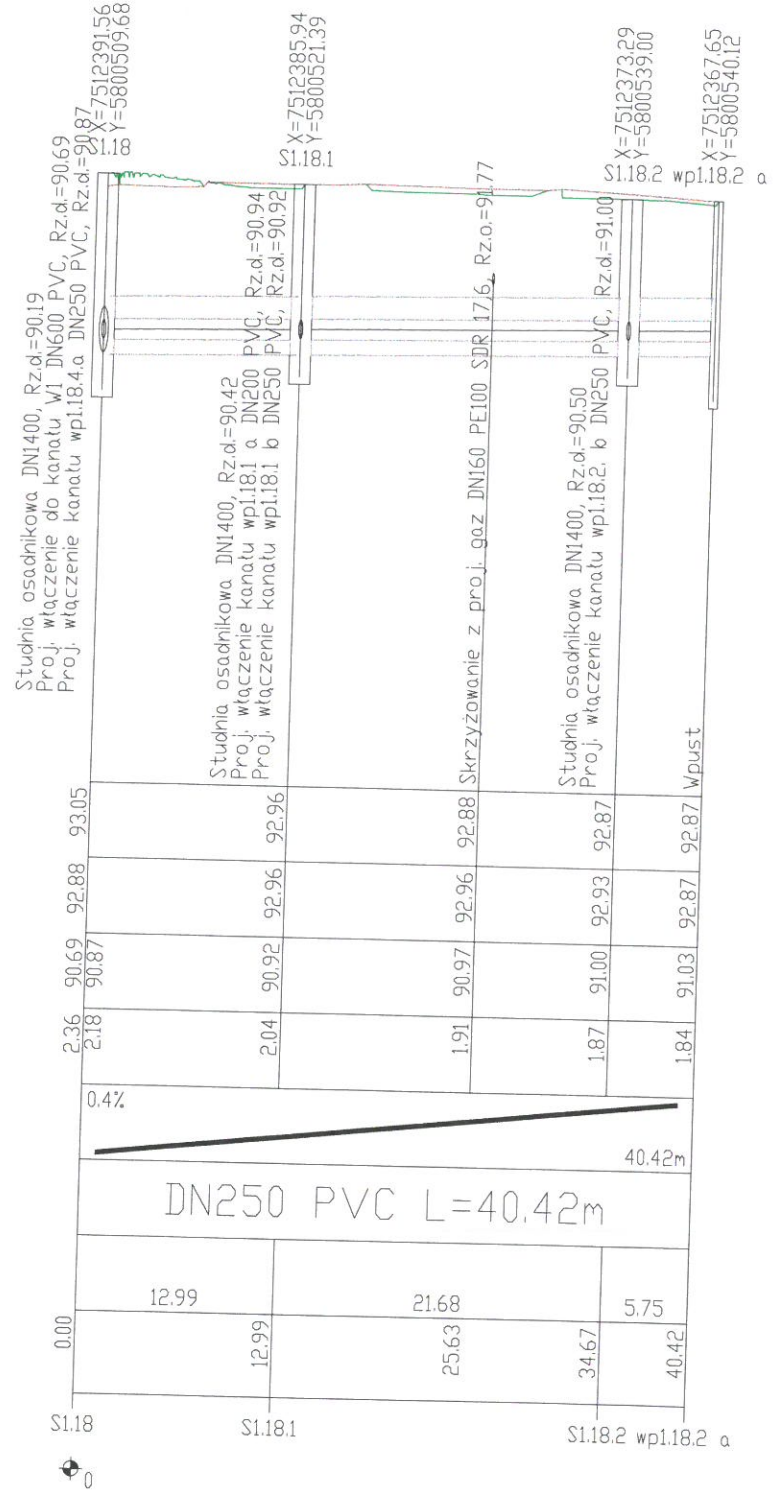 X=7512391.56
Y=5800509.68
S1.18
X=7512385.94
Y=5800521.39
S1.18.1
X=7512373.29
Y=5800539.00
S1.18.2
X=7512367.65
Y=5800540.12
wp1.18.2 a
Studnia osadnikowa DN1400, Rz.d.=90.19
Proj. włączenie do kanału W1 DN600 PVC, Rz.d.=90.69
Proj. włączenie kanału wp1.18.4.a DN250 PVC, Rz.d.=90.87
Studnia osadnikowa DN1400, Rz.d.=90.42
Proj. włączenie kanału wp1.18.1 a DN200 PVC, Rz.d.=90.94
Proj. włączenie kanału wp1.18.1 b DN250 PVC, Rz.d.=90.92
Skrzyżowanie z proj. gaz DN160 PE100 SDR 17,6, Rz.o.=91.77
Studnia osadnikowa DN1400, Rz.d.=90.50
Proj. włączenie kanału wp1.18.2. b DN250 PVC, Rz.d.=91.00
Wpust
93.05 92.96 92.88 92.87 92.87
92.88 92.96 92.96 92.93 92.87
90.69
90.87 90.92 90.97 91.00 91.03
2.36
2.18 2.04 1.91 1.87 1.84
0.4%
40.42m
DN250 PVC L=40.42m
12.99 21.68 5.75
0.00 12.99 25.63 34.67 40.42
S1.18 S1.18.1 S1.18.2 wp1.18.2 a
0